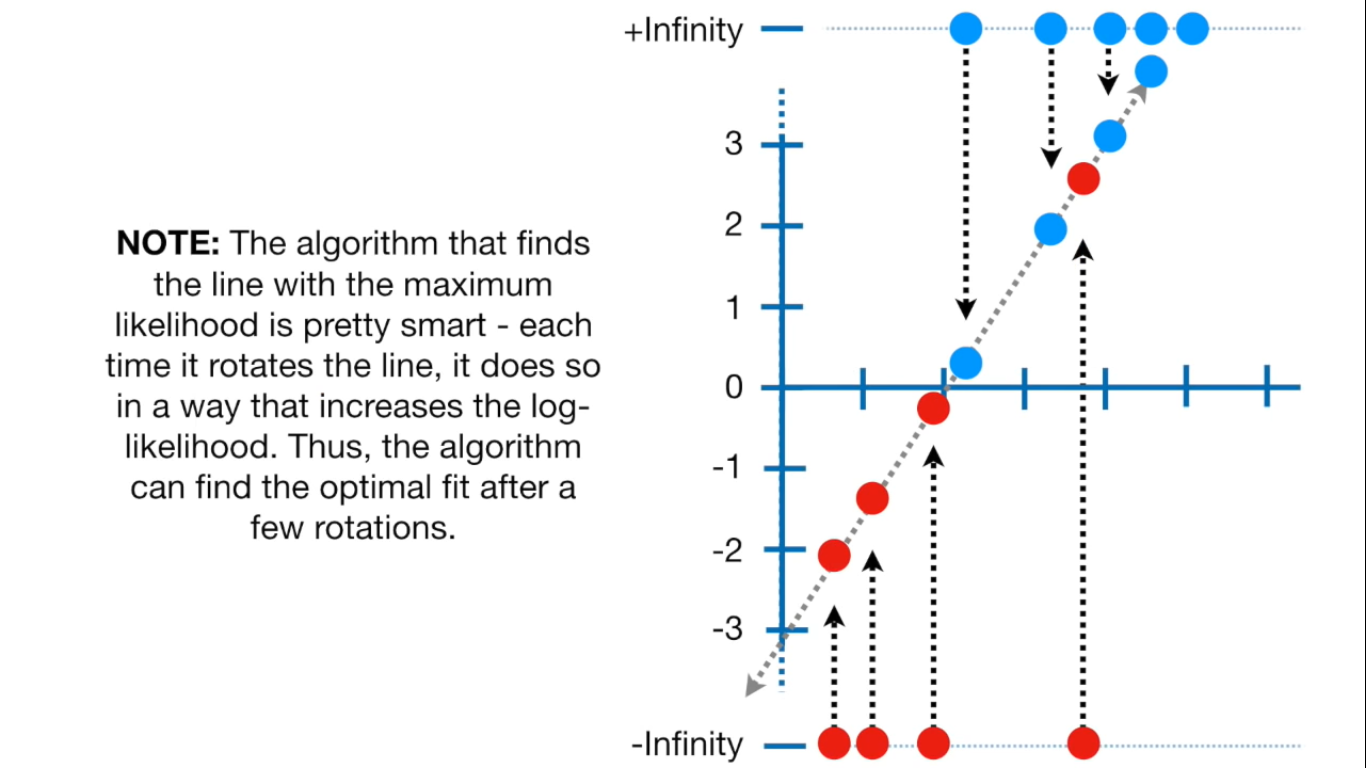 NOTE: The algorithm that finds
the line with the maximum
likelihood is pretty smart - each
time it rotates the line, it does so
in a way that increases the log-
likelihood. Thus, the algorithm
can find the optimal fit after a
few rotations.
+Infinity
3
2
1
0
-1
-2
-3
-Infinity